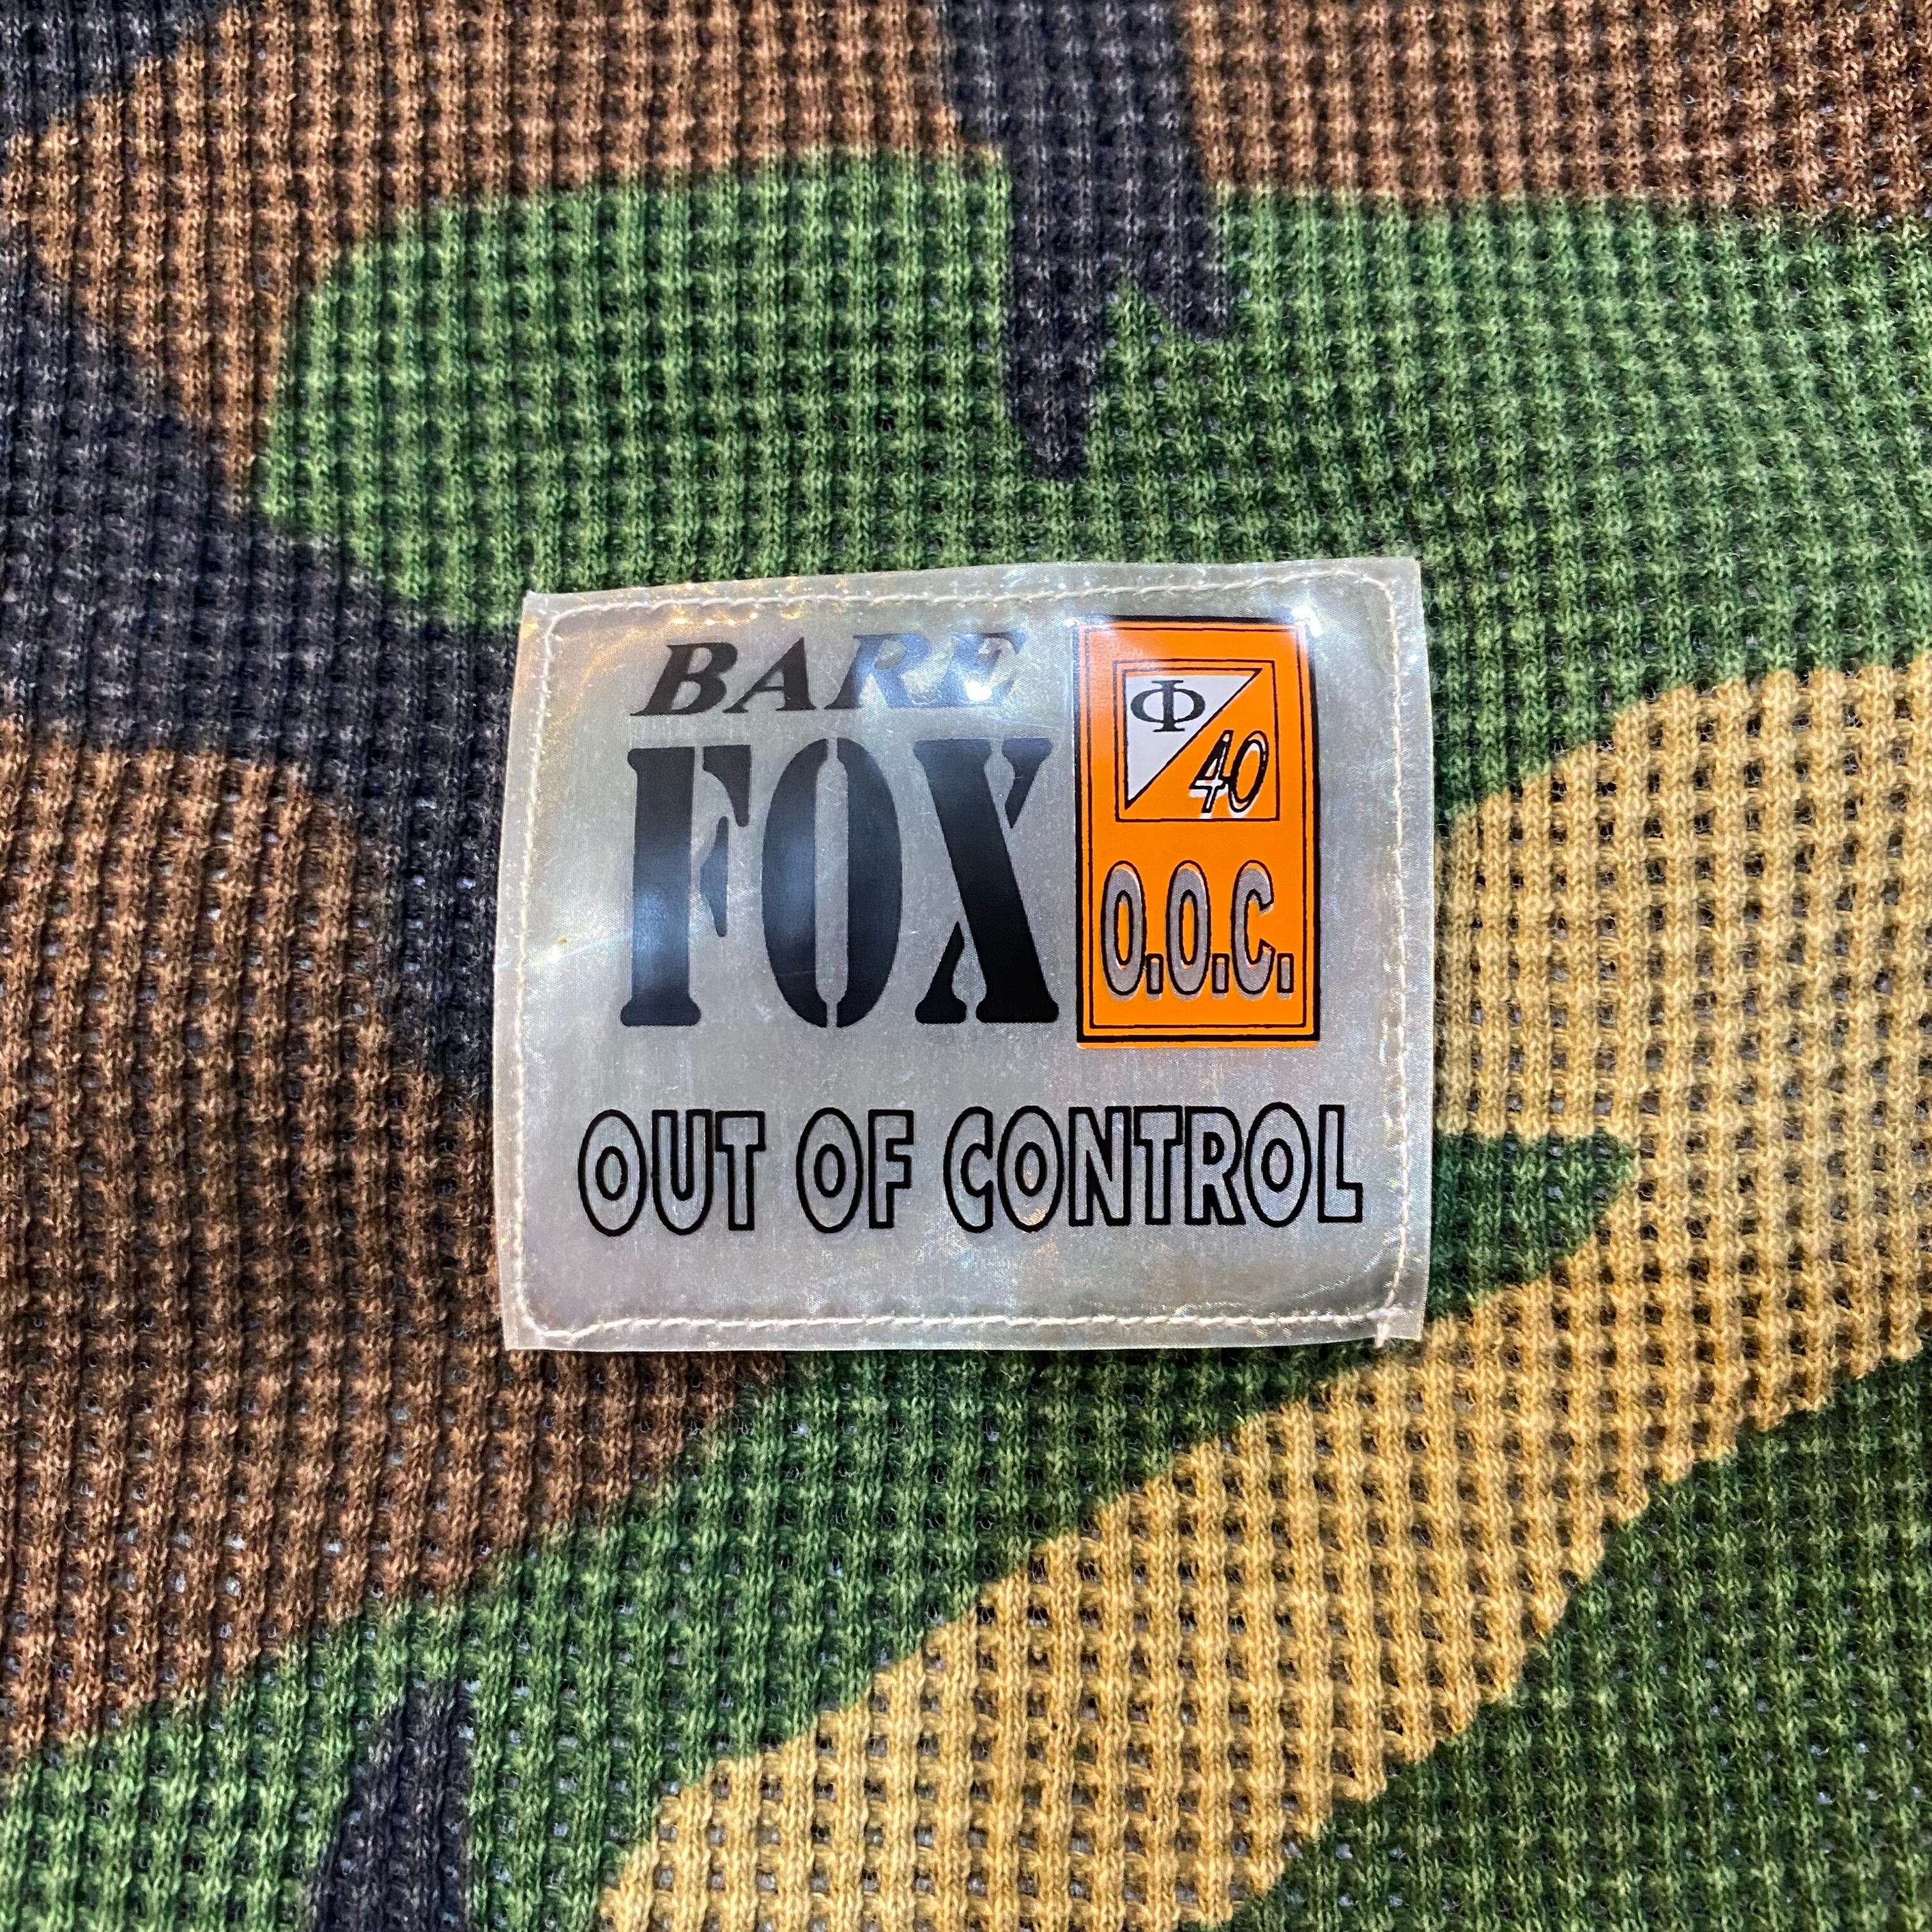 BARE
FOX
Φ
40
O.O.C.
OUT OF CONTROL